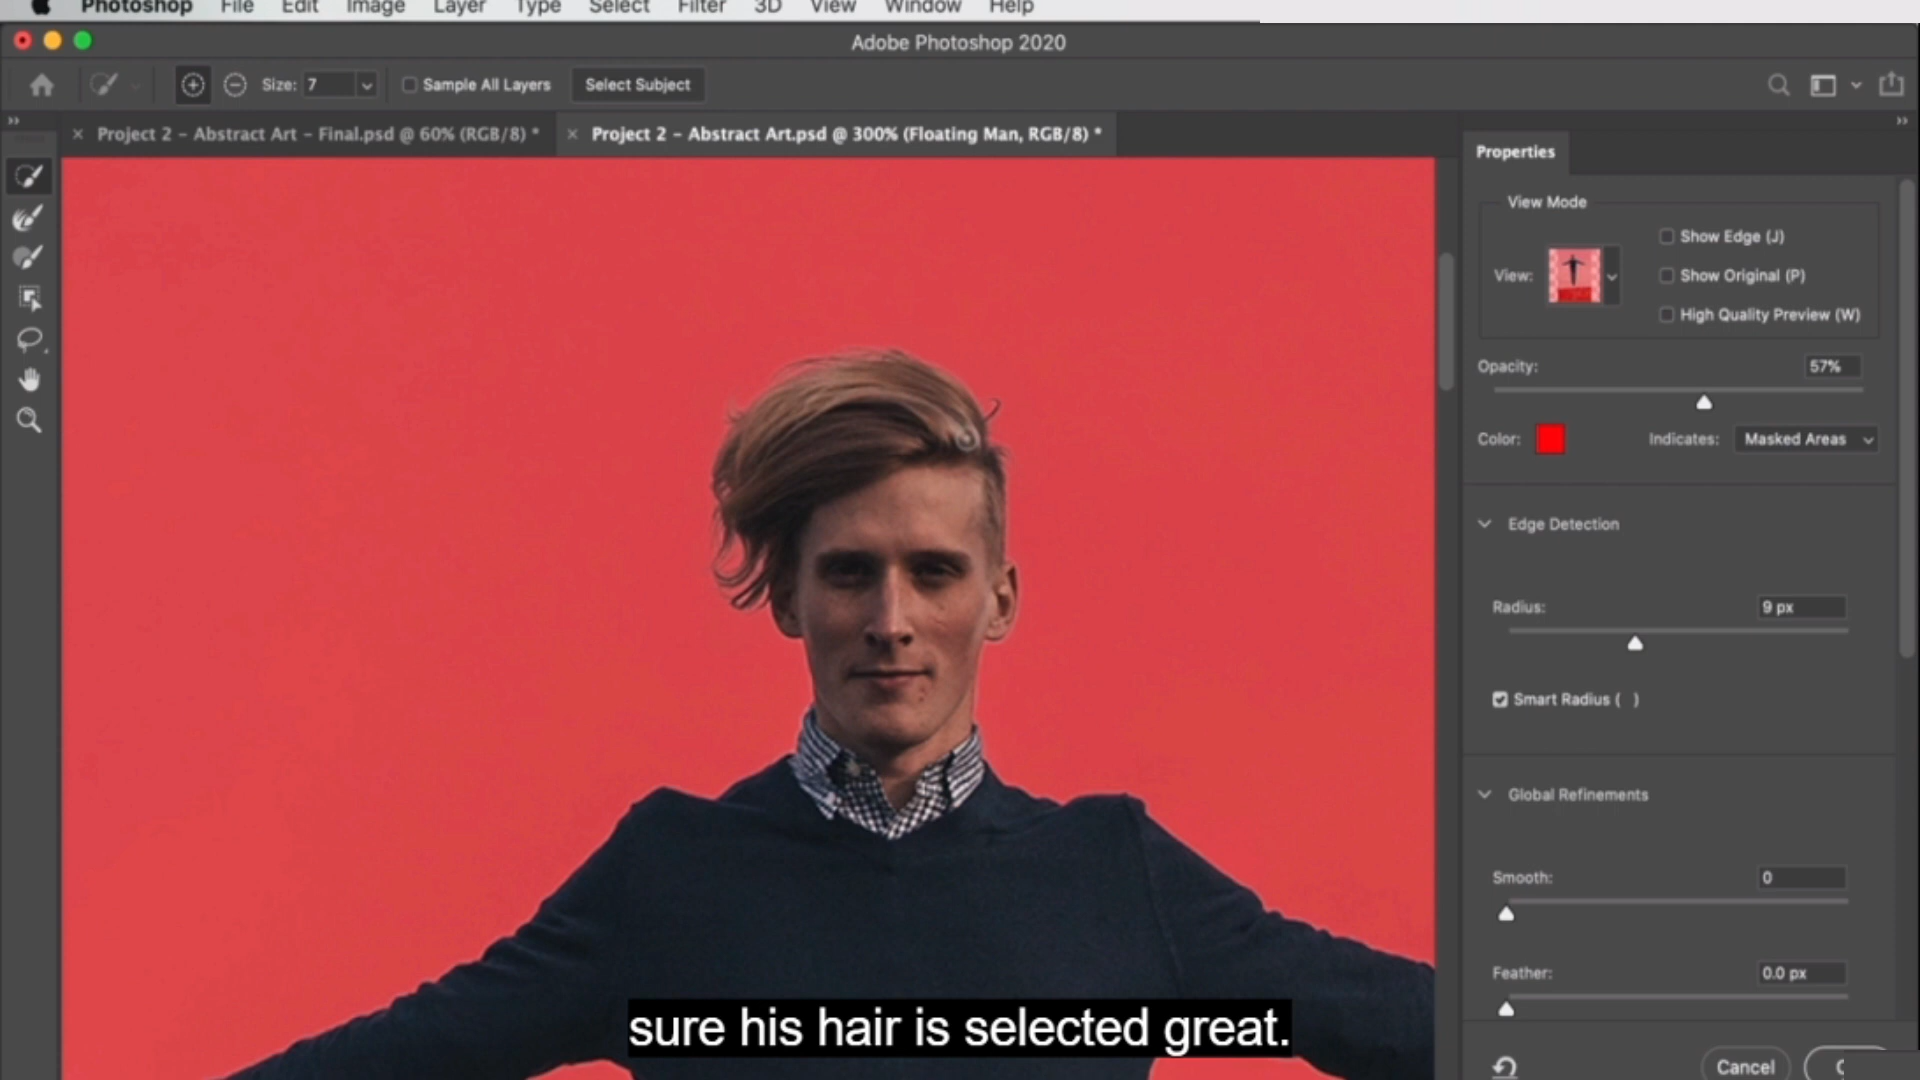 Photoshop File Edit Image Layer Type Select Filter 3D View Window Help
Adobe Photoshop 2020
Size: 7 Sample All Layers Select Subject
Project 2 - Abstract Art - Final.psd @ 60% (RGB/8) *
Project 2 - Abstract Art.psd @ 300% (Floating Man, RGB/8) *
Properties
View Mode
Show Edge (J)
View:
Show Original (P)
High Quality Preview (W)
Opacity: 57%
Color: Indicates: Masked Areas
Edge Detection
Radius: 9 px
Smart Radius ( )
Global Refinements
Smooth: 0
Feather: 0.0 px
sure his hair is selected great.
Cancel